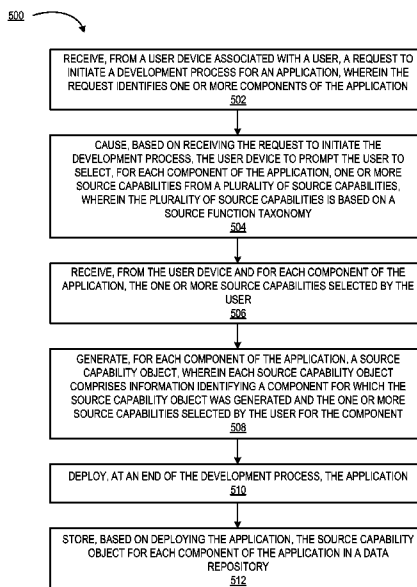 500
RECEIVE, FROM A USER DEVICE ASSOCIATED WITH A USER, A REQUEST TO
INITIATE A DEVELOPMENT PROCESS FOR AN APPLICATION, WHEREIN THE
REQUEST IDENTIFIES ONE OR MORE COMPONENTS OF THE APPLICATION
502
CAUSE, BASED ON RECEIVING THE REQUEST TO INITIATE THE
DEVELOPMENT PROCESS, THE USER DEVICE TO PROMPT THE USER TO
SELECT, FOR EACH COMPONENT OF THE APPLICATION, ONE OR MORE
SOURCE CAPABILITIES FROM A PLURALITY OF SOURCE CAPABILITIES,
WHEREIN THE PLURALITY OF SOURCE CAPABILITIES IS BASED ON A
SOURCE FUNCTION TAXONOMY
504
RECEIVE, FROM THE USER DEVICE AND FOR EACH COMPONENT OF THE
APPLICATION, THE ONE OR MORE SOURCE CAPABILITIES SELECTED BY THE
USER
506
GENERATE, FOR EACH COMPONENT OF THE APPLICATION, A SOURCE
CAPABILITY OBJECT, WHEREIN EACH SOURCE CAPABILITY OBJECT
COMPRISES INFORMATION IDENTIFYING A COMPONENT FOR WHICH THE
SOURCE CAPABILITY OBJECT WAS GENERATED AND THE ONE OR MORE
SOURCE CAPABILITIES SELECTED BY THE USER FOR THE COMPONENT
508
DEPLOY, AT AN END OF THE DEVELOPMENT PROCESS, THE APPLICATION
510
STORE, BASED ON DEPLOYING THE APPLICATION, THE SOURCE CAPABILITY
OBJECT FOR EACH COMPONENT OF THE APPLICATION IN A DATA
REPOSITORY
512